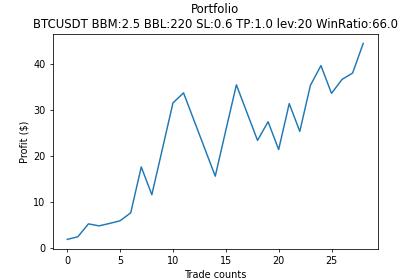 Portfolio
BTCUSDT BBM:2.5 BBL:220 SL:0.6 TP:1.0 lev:20 WinRatio:66.0
40
30
20
10
0
Profit ($)
0 5 10 15 20 25
Trade counts